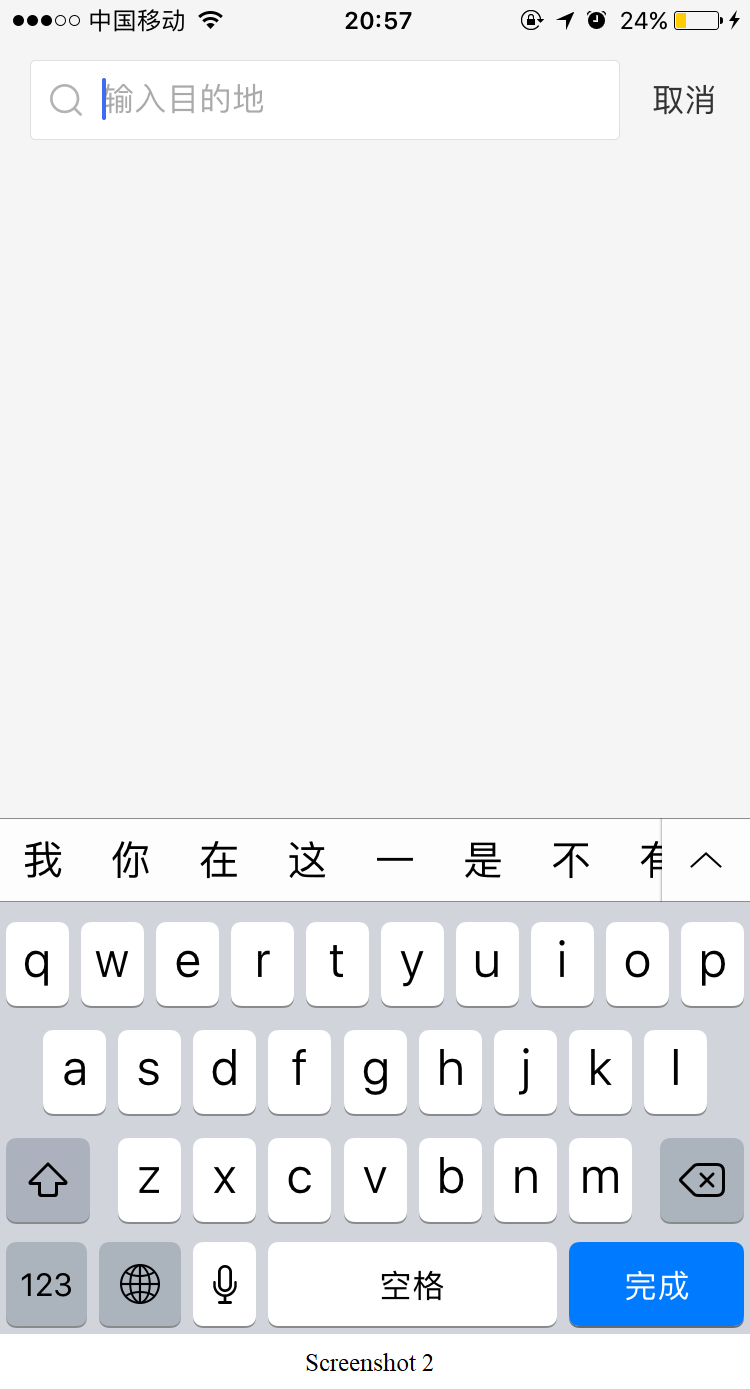 中国移动 20:57 24%
输入目的地 取消
我 你 在 这 一 是 不 有
q w e r t y u i o p
a s d f g h j k l
z x c v b n m
123 空格 完成
Screenshot 2